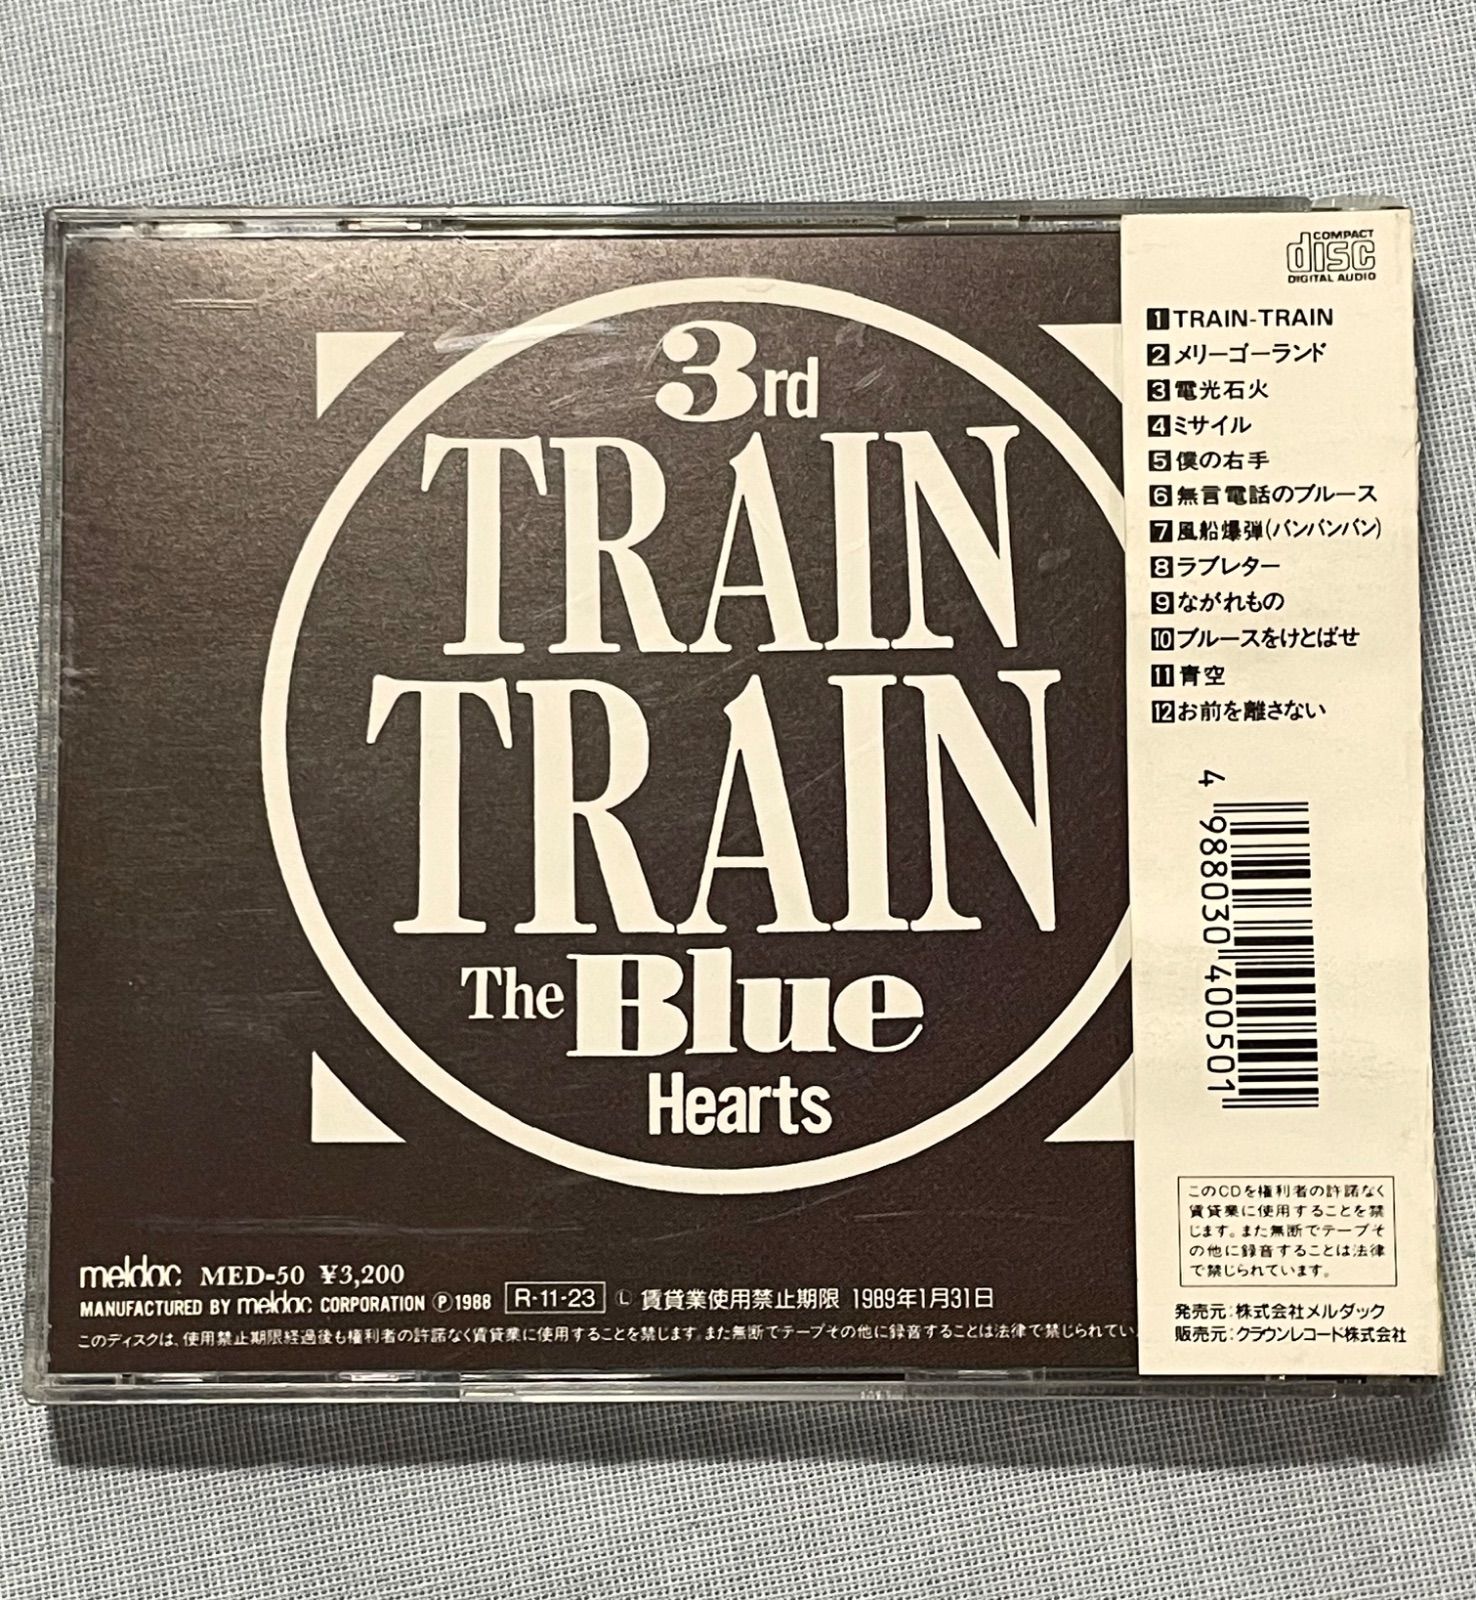 3rd
TRAIN
TRAIN
The Blue
Hearts
meldac MED-50 ¥3,200
MANUFACTURED BY meldac CORPORATION Ⓟ1988 R-11-23 Ⓛ 賃貸業使用禁止期限 1989年1月31日
このディスクは、使用禁止期限経過後も権利者の許諾なく賃貸業に使用することを禁じます。また無断でテープその他に録音することは法律で禁じられてい
COMPACT
disc
DIGITAL AUDIO
1 TRAIN-TRAIN
2 メリーゴーランド
3 電光石火
4 ミサイル
5 僕の右手
6 無言電話のブルース
7 風船爆弾(バンバンバン)
8 ラブレター
9 ながれもの
10 ブルースをけとばせ
11 青空
12 お前を離さない
4 988030 400501
このCDを権利者の許諾なく
賃貸業に使用することを禁
じます。また無断でテープそ
の他に録音することは法律
で禁じられています。
発売元:株式会社メルダック
販売元:クラウンレコード株式会社